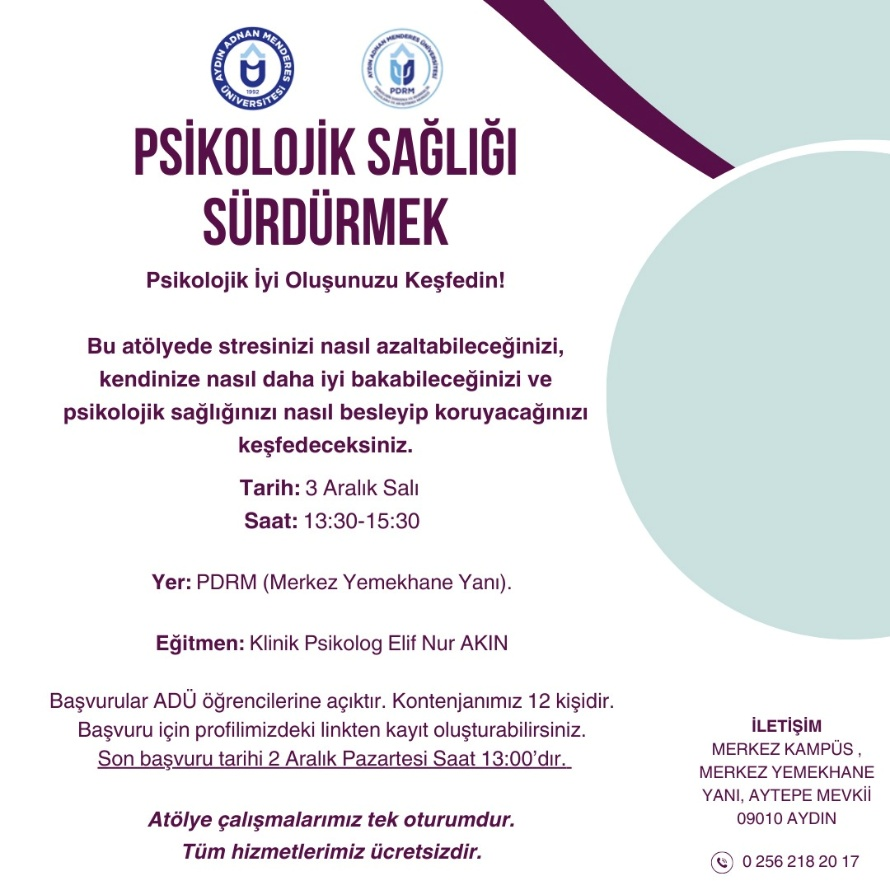 AYDIN ADNAN MENDERES ÜNİVERSİTESİ
1992
AYDIN ADNAN MENDERES ÜNİVERSİTESİ
PDRM
PSİKOLOJİK SAĞLIĞI
SÜRDÜRMEK
Psikolojik İyi Oluşunuzu Keşfedin!
Bu atölyede stresinizi nasıl azaltabileceğinizi,
kendinize nasıl daha iyi bakabileceğinizi ve
psikolojik sağlığınızı nasıl besleyip koruyacağınızı
keşfedeceksiniz.
Tarih: 3 Aralık Salı
Saat: 13:30-15:30
Yer: PDRM (Merkez Yemekhane Yanı).
Eğitmen: Klinik Psikolog Elif Nur AKIN
Başvurular ADÜ öğrencilerine açıktır. Kontenjanımız 12 kişidir.
Başvuru için profilimizdeki linkten kayıt oluşturabilirsiniz.
Son başvuru tarihi 2 Aralık Pazartesi Saat 13:00’dır.
Atölye çalışmalarımız tek oturumdur.
Tüm hizmetlerimiz ücretsizdir.
İLETİŞİM
MERKEZ KAMPÜS ,
MERKEZ YEMEKHANE
YANI, AYTEPE MEVKİİ
09010 AYDIN
0 256 218 20 17